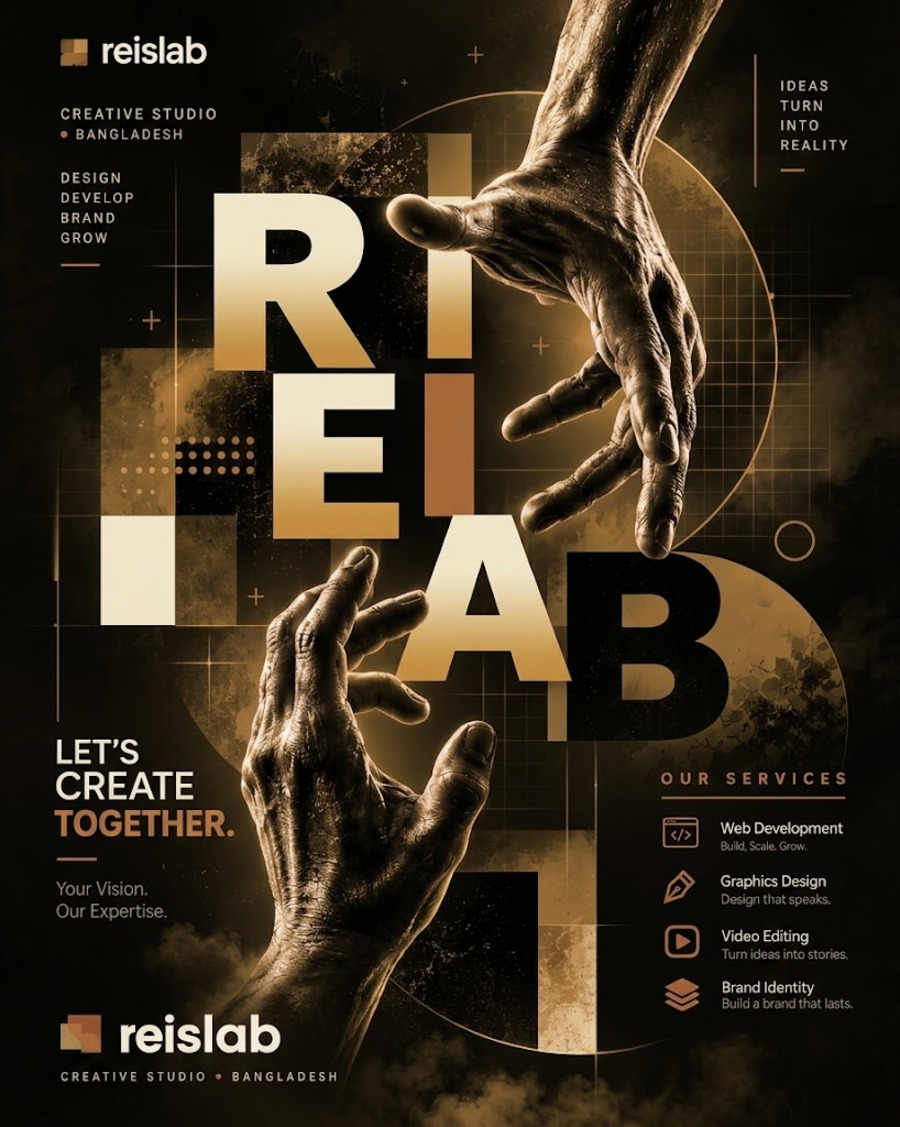 reislab
CREATIVE STUDIO
• BANGLADESH
DESIGN
DEVELOP
BRAND
GROW
IDEAS
TURN
INTO
REALITY
R I
E I
A B
LET'S
CREATE
TOGETHER.
Your Vision.
Our Expertise.
OUR SERVICES
</>
Web Development
Build, Scale, Grow.
Graphics Design
Design that speaks.
Video Editing
Turn ideas into stories.
Brand Identity
Build a brand that lasts.
reislab
CREATIVE STUDIO • BANGLADESH